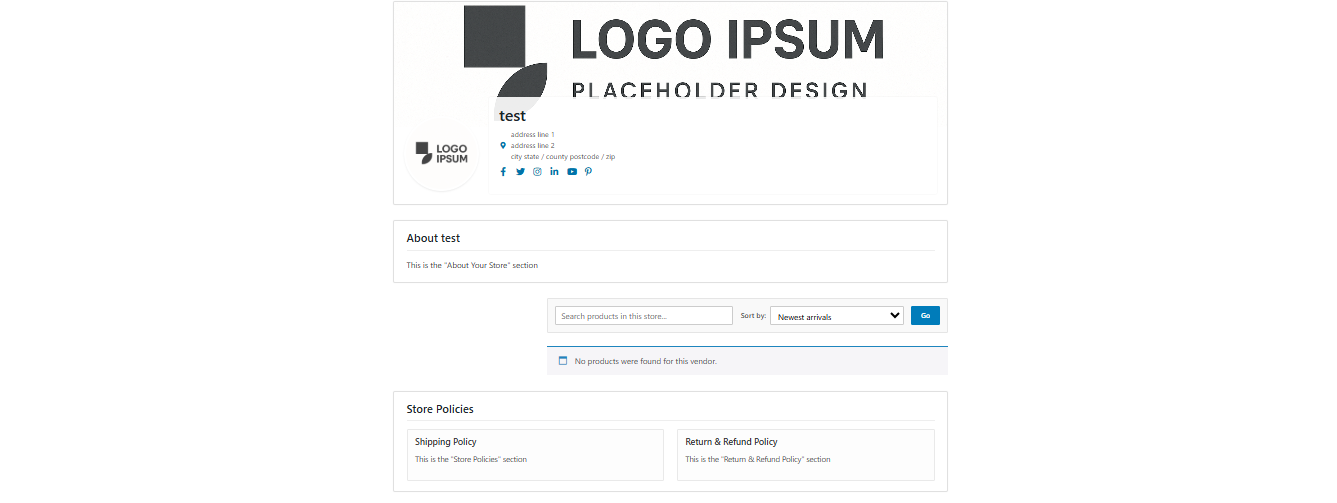 LOGO IPSUM
PLACEHOLDER DESIGN
test
LOGO
IPSUM
address line 1
address line 2
city state / county postcode / zip
About test
This is the "About Your Store" section
Search products in this store...
Sort by:
Newest arrivals
Go
No products were found for this vendor.
Store Policies
Shipping Policy
This is the "Store Policies" section
Return & Refund Policy
This is the "Return & Refund Policy" section